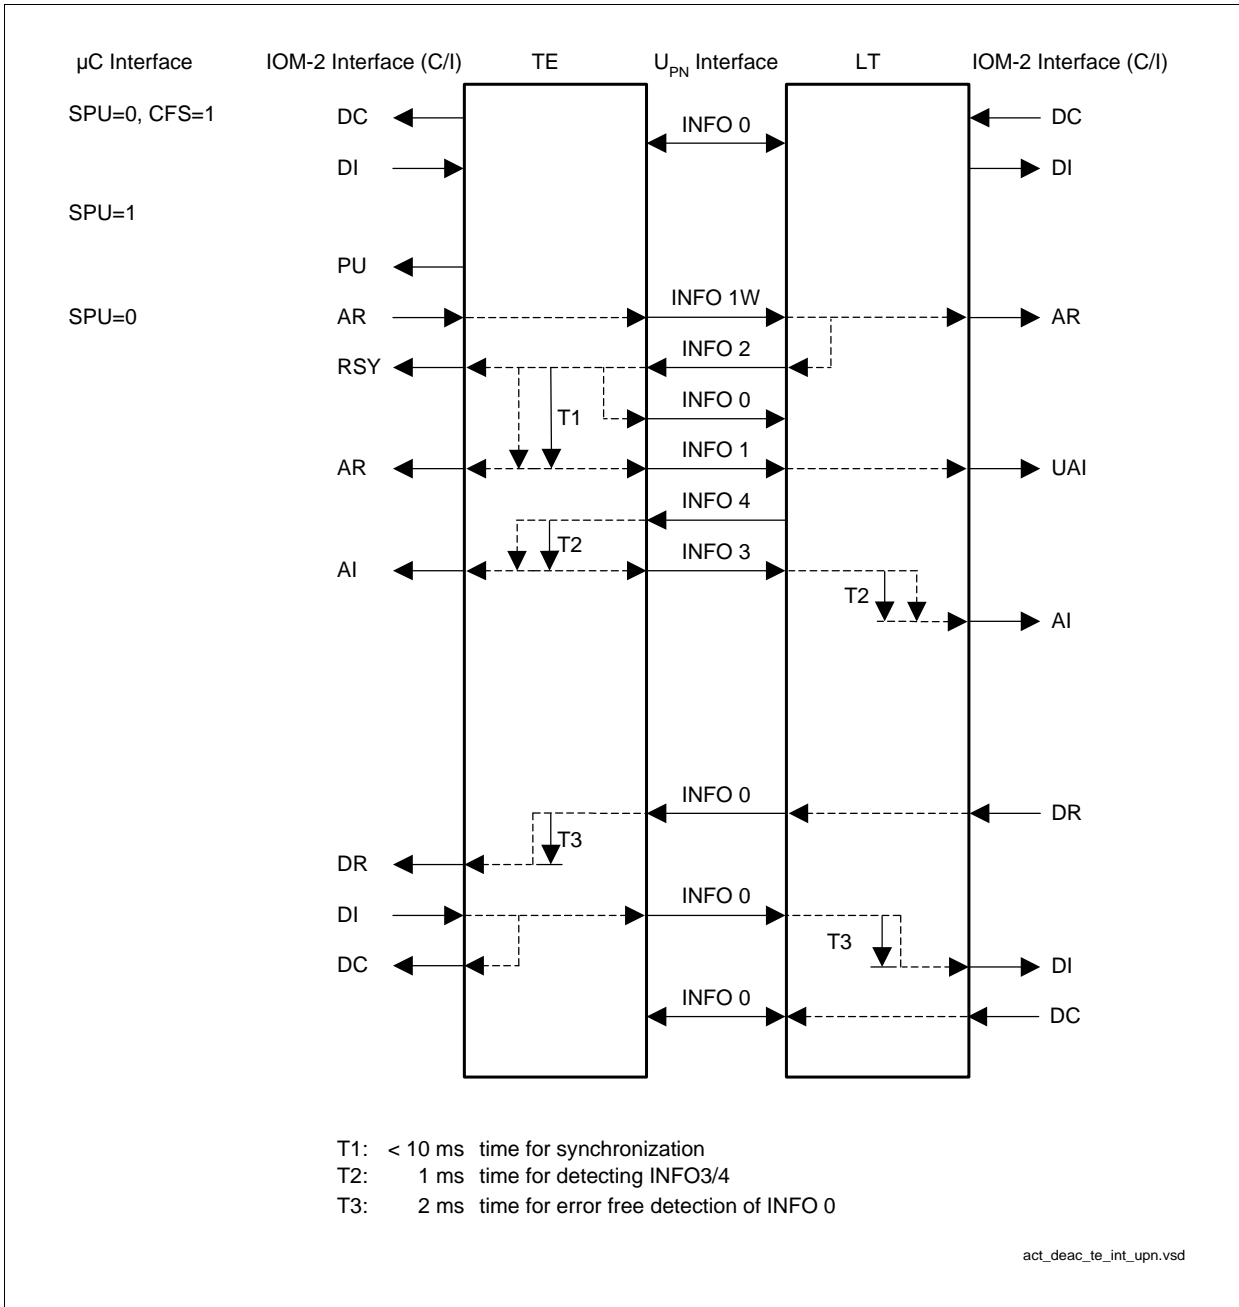 µC Interface IOM-2 Interface (C/I) TE UPN Interface LT IOM-2 Interface (C/I)
SPU=0, CFS=1 DC INFO 0 DC
DI DI
SPU=1
PU
SPU=0 AR INFO 1W AR
RSY INFO 2
T1 INFO 0
AR INFO 1 UAI
INFO 4
T2
AI INFO 3
T2
AI
INFO 0 DR
T3
DR
DI INFO 0
T3
DC DI
INFO 0 DC
T1: < 10 ms time for synchronization
T2: 1 ms time for detecting INFO3/4
T3: 2 ms time for error free detection of INFO 0
act_deac_te_int_upn.vsd